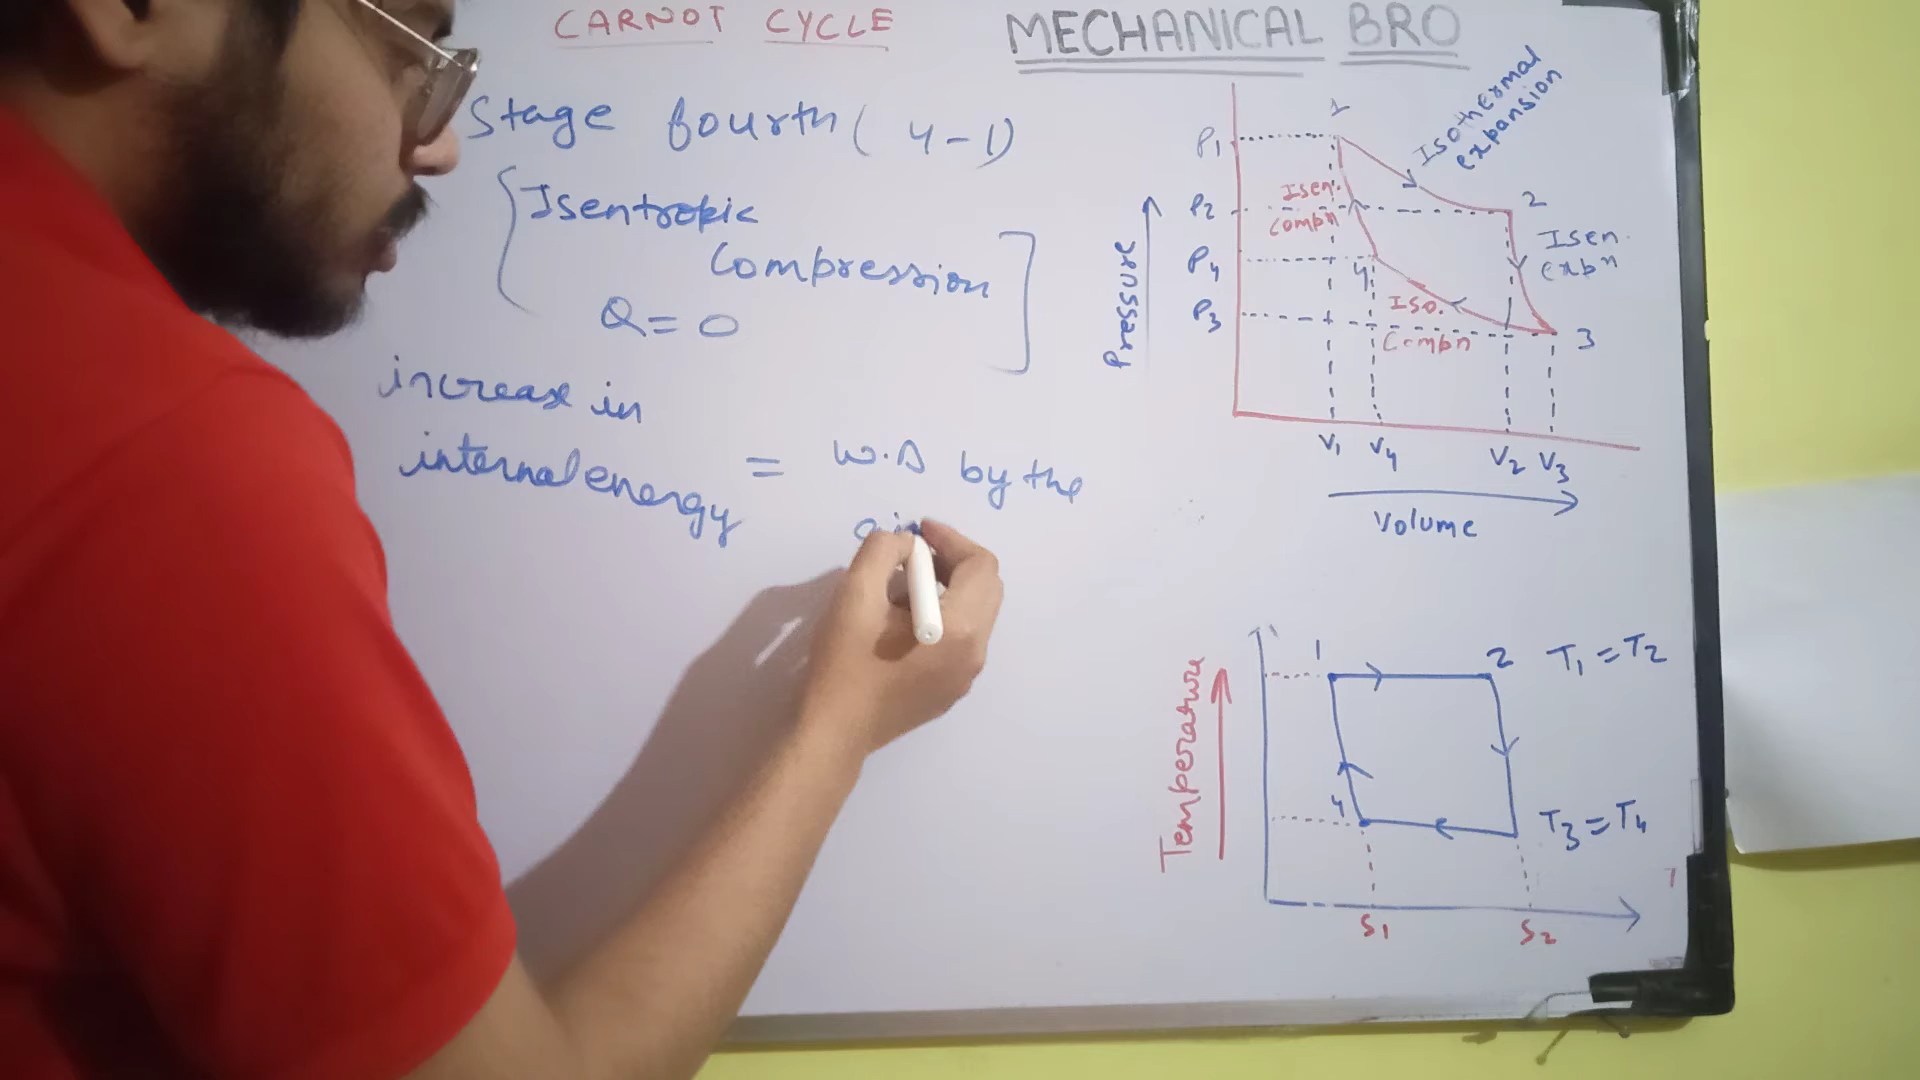 CARNOT CYCLE
MECHANICAL BRO
Stage fourth (4-1)
Isentropic
Compression
Q = 0
increase in
internal energy = W.D by the
air
Isothermal
expansion
1
P1
Isen.
Compn
P2
2
Isen.
expn
P4
4
Iso.
Compn
P3
3
Pressure
V1 V4 V2 V3
Volume
1 2 T1 = T2
Temperature
4 T3 = T4
S1 S2